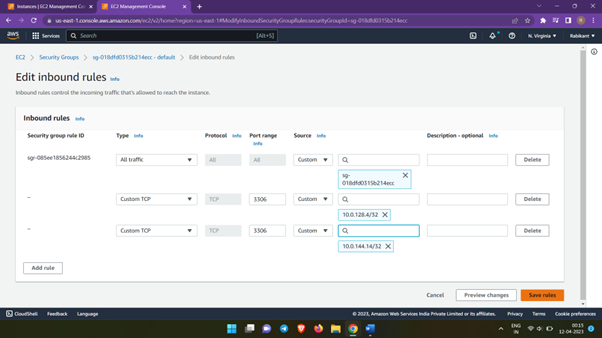 Instances | EC2 Management Con
EC2 Management Console
us-east-1.console.aws.amazon.com/ec2/v2/home?region=us-east-1#ModifyInboundSecurityGroupRules:securityGroupId=sg-018dfd0315b214ecc
aws Services Search [Alt+S] N. Virginia Rabikant
EC2 > Security Groups > sg-018dfd0315b214ecc - default > Edit inbound rules
Edit inbound rules Info
Inbound rules control the incoming traffic that's allowed to reach the instance.
Inbound rules Info
Security group rule ID Type Info Protocol Info Port range Info Source Info Description - optional Info
sgr-085ee1856244c2985 All traffic All All Custom Delete
sg-
018dfd0315b214ecc
– Custom TCP TCP 3306 Custom Delete
10.0.128.4/32
– Custom TCP TCP 3306 Custom Delete
10.0.144.14/32
Add rule
Cancel Preview changes Save rules
CloudShell Feedback Language © 2023, Amazon Web Services India Private Limited or its affiliates. Privacy Terms Cookie preferences
ENG
IN
00:15
12-04-2023